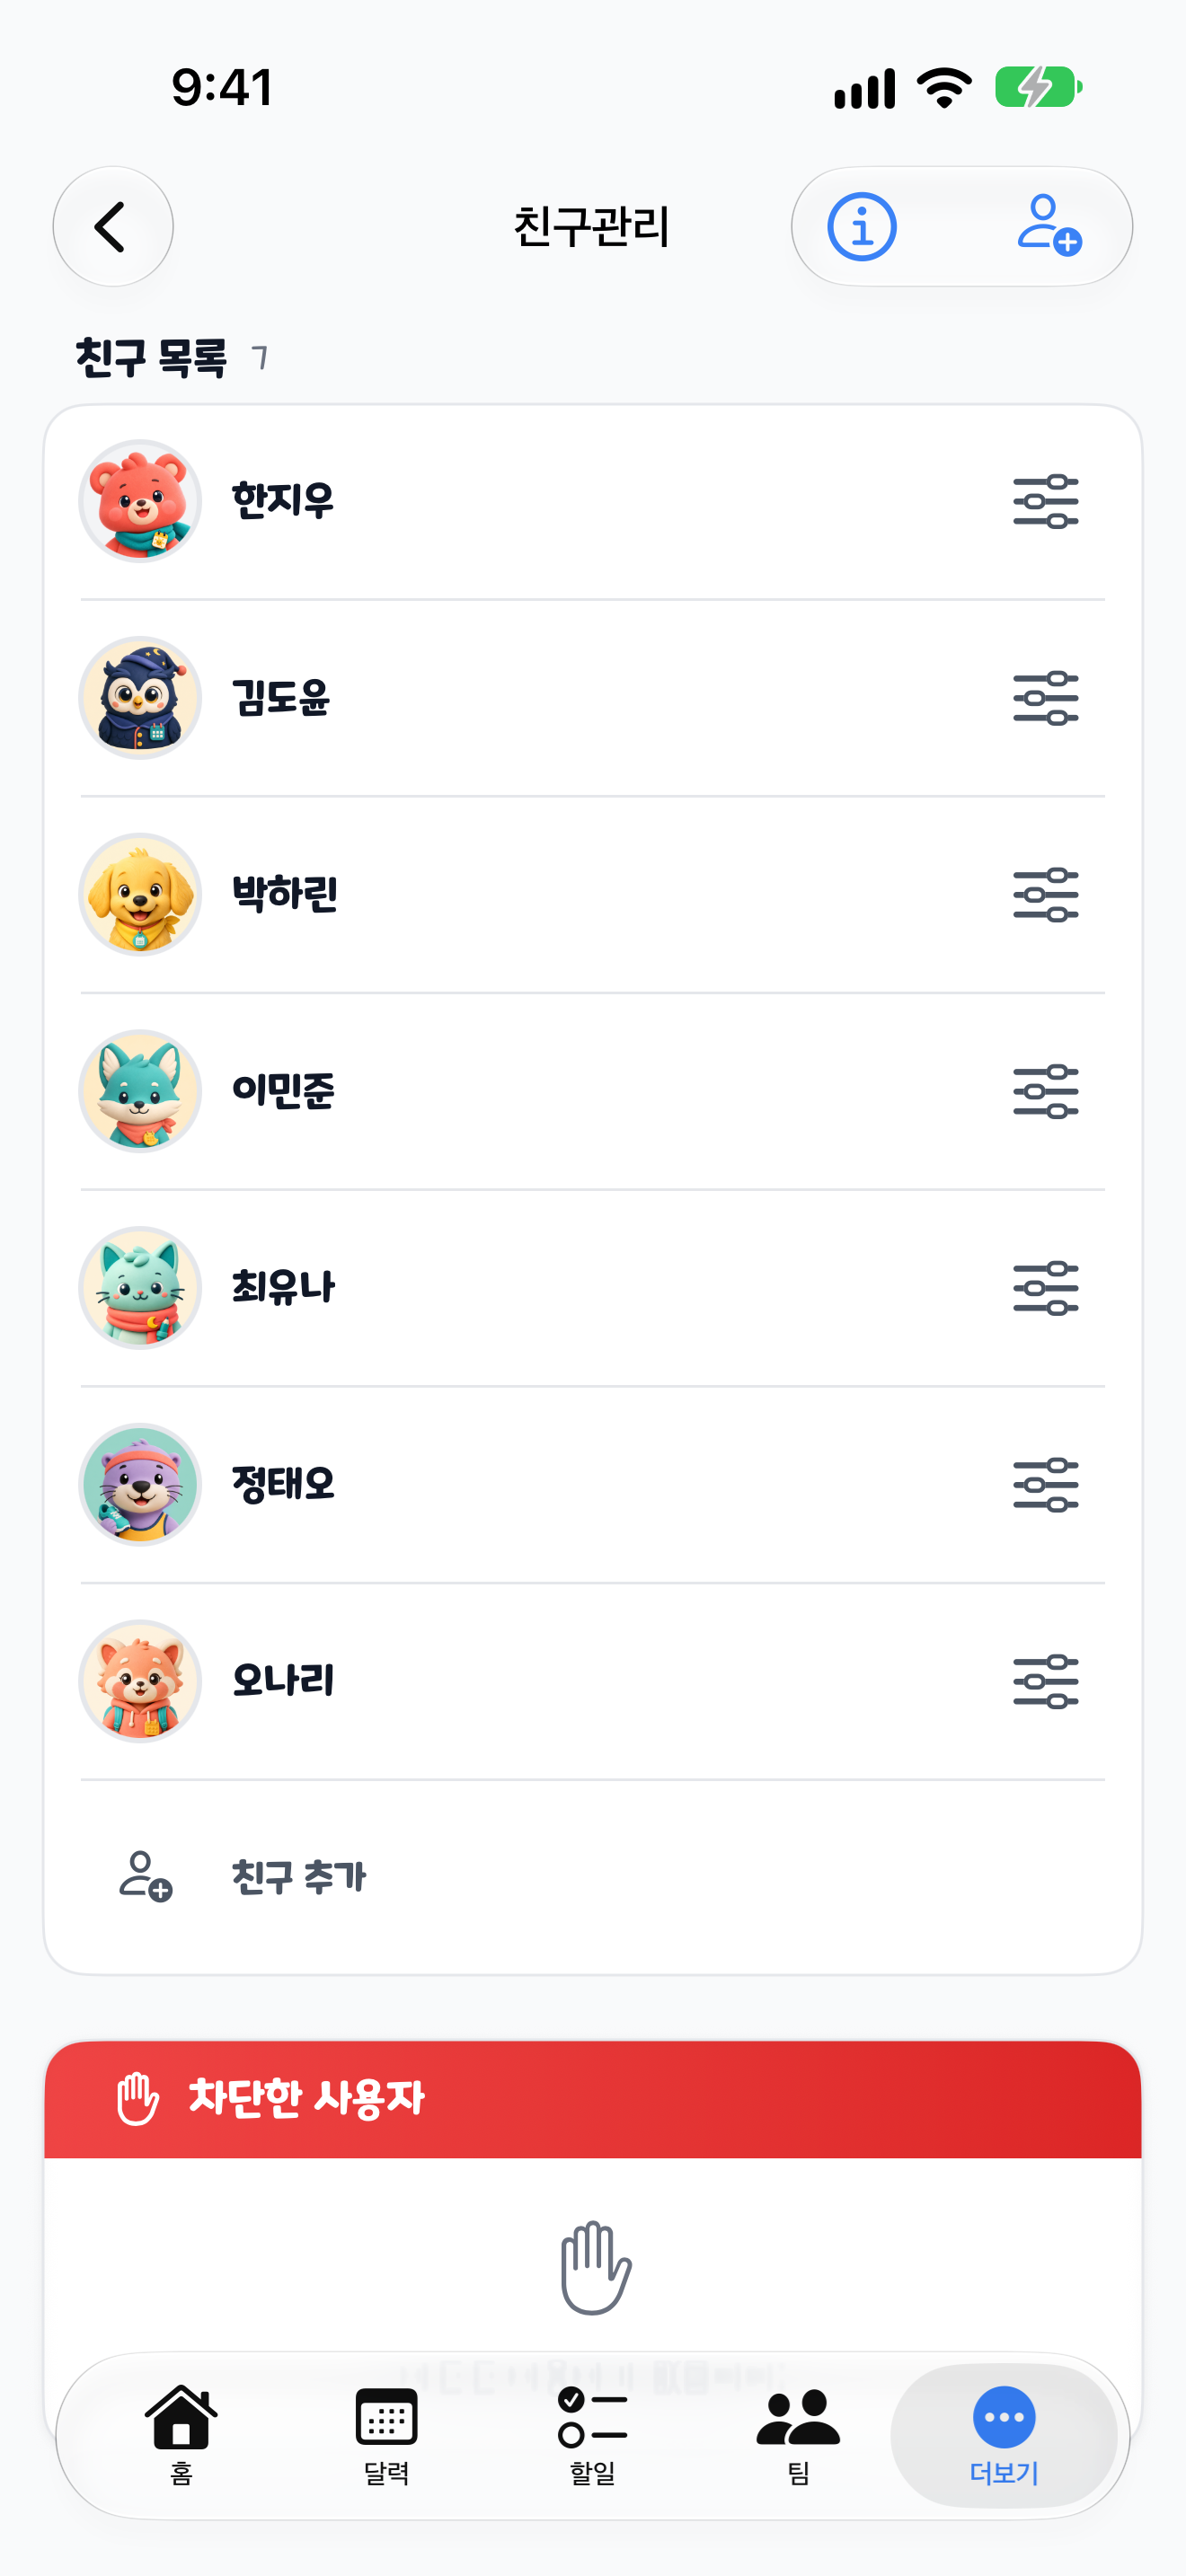 9:41
친구관리
친구 목록 7
한지우
김도윤
박하린
이민준
최유나
정태오
오나리
친구 추가
차단한 사용자
홈
달력
할일
팀
더보기